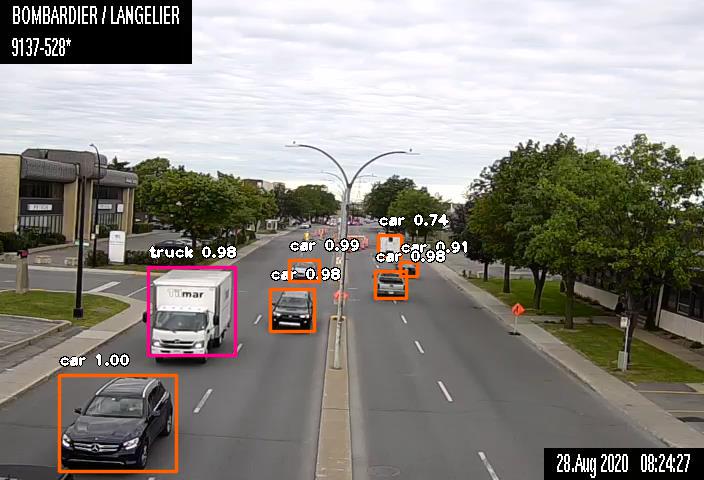 BOMBARDIER / LANGELIER
9137-528*
car 0.74
car 0.99
car 0.91
truck 0.98
car 0.98
car 0.98
Tilmar
car 1.00
28.Aug 2020 08:24:27